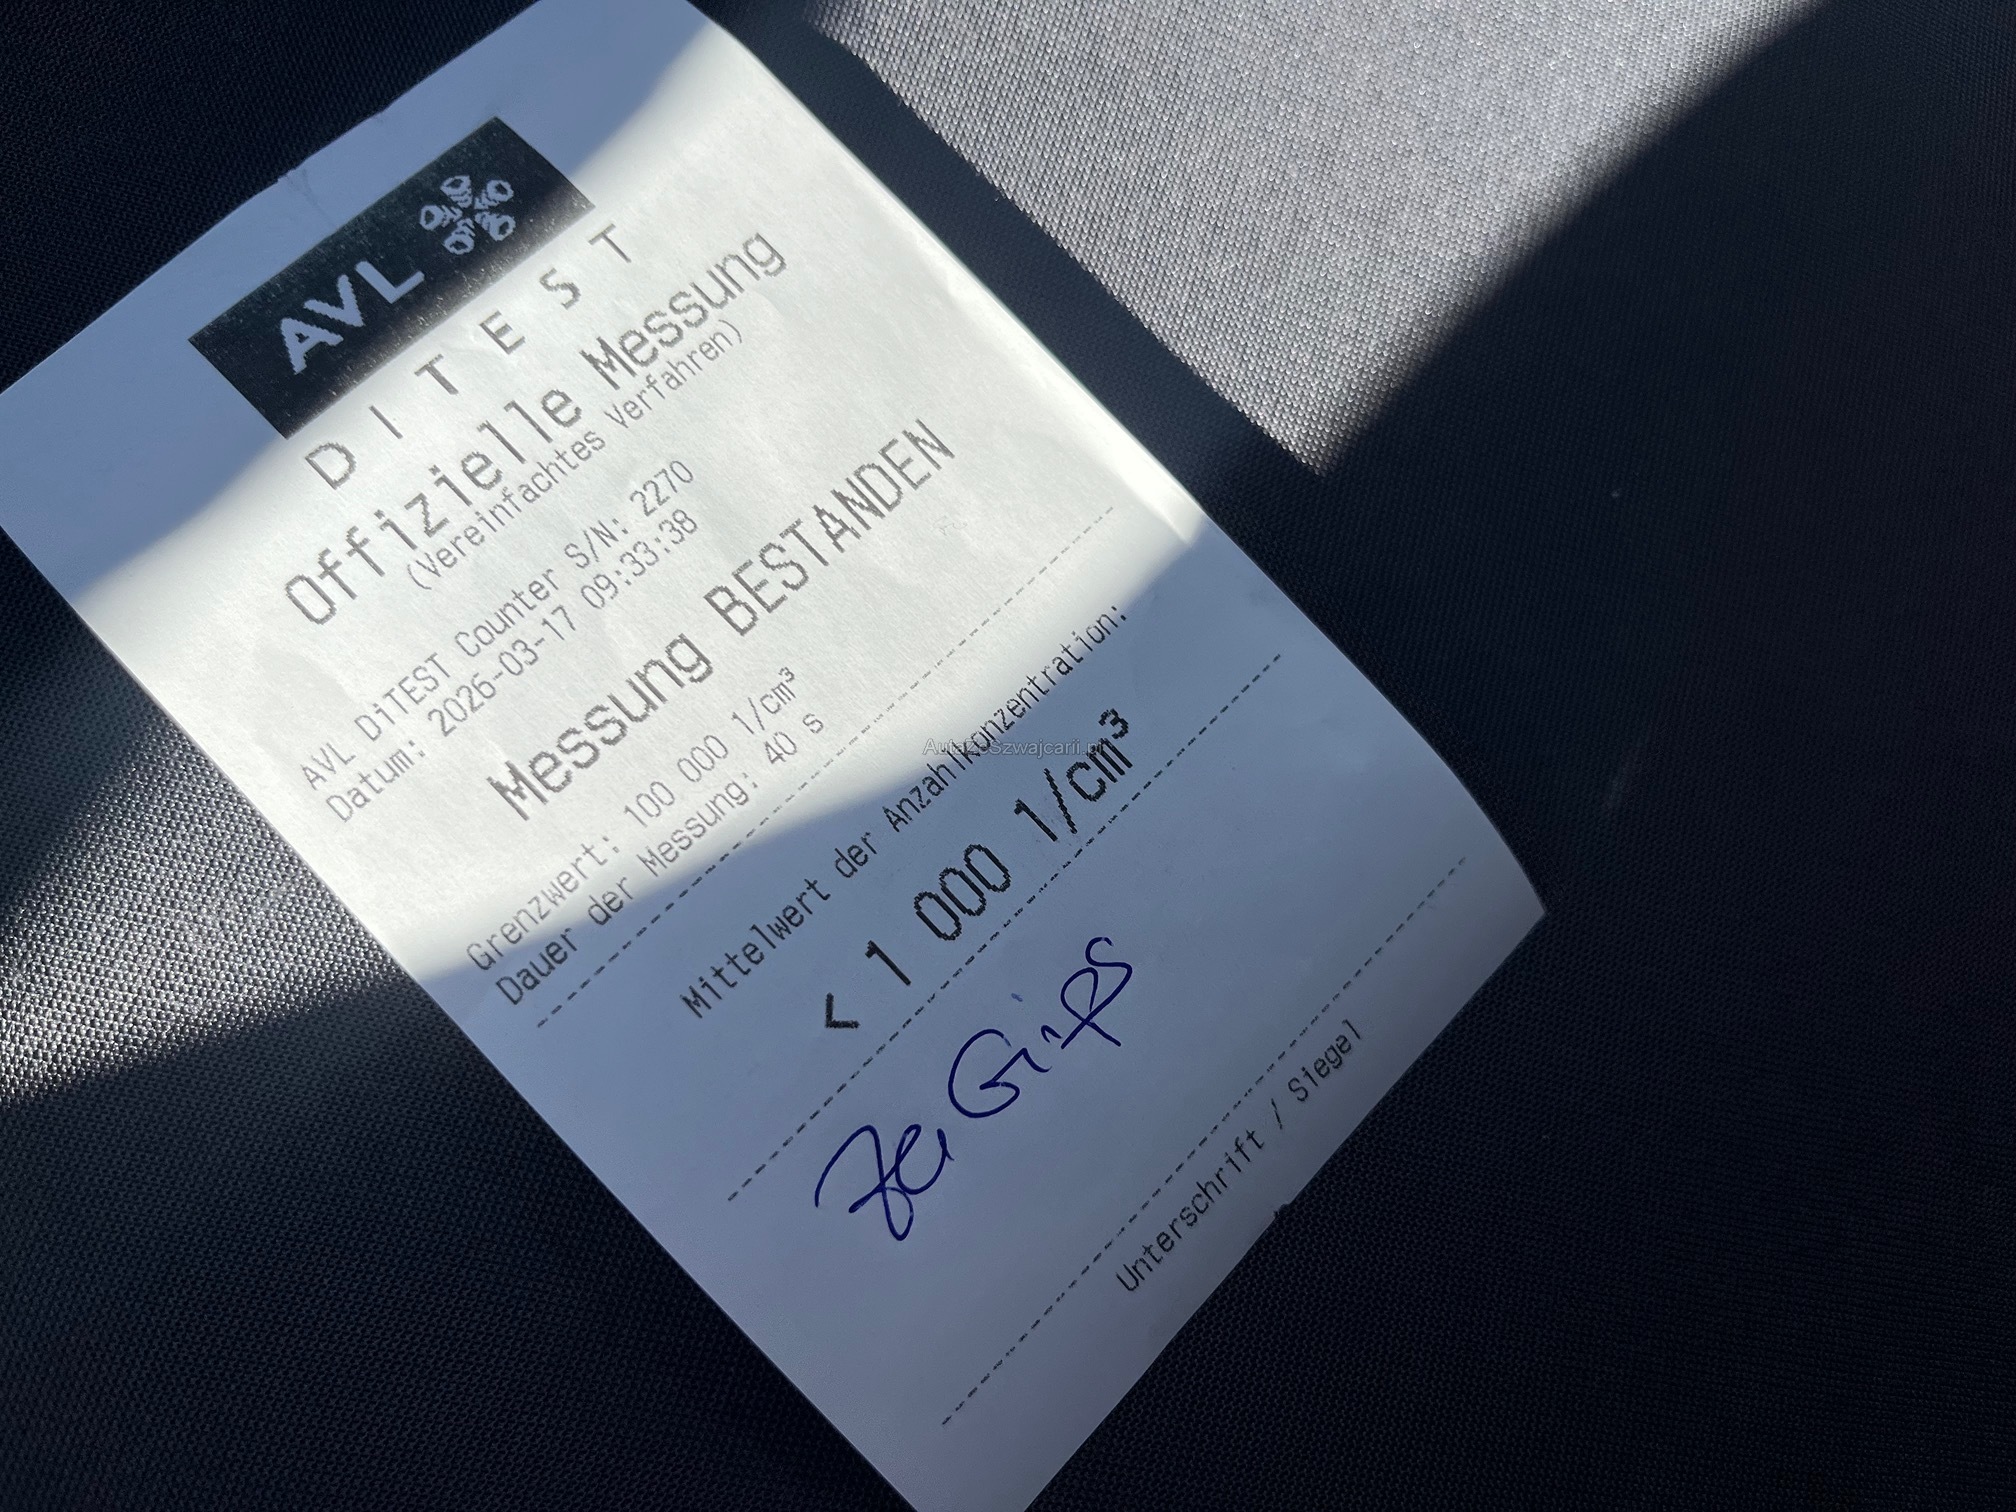 AVL
DITEST
Offizielle Messung
(Vereinfachtes Verfahren)
AVL DiTEST Counter S/N: 2270
Datum: 2026-03-17 09:33:38
Messung BESTANDEN
Grenzwert: 100 000 1/cm³
Dauer der Messung: 40 s
Mittelwert der Anzahlkonzentration:
< 1 000 1/cm³
Unterschrift / Siegel